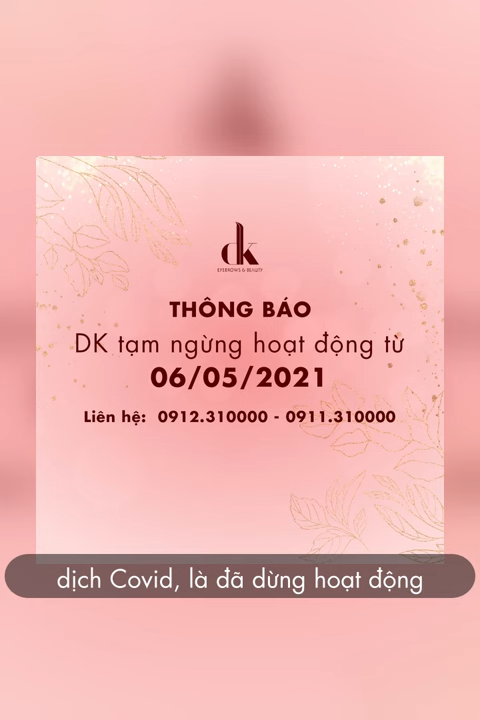 dk
EYEBROWS & BEAUTY
THÔNG BÁO
DK tạm ngừng hoạt động từ
06/05/2021
Liên hệ: 0912.310000 - 0911.310000
dịch Covid, là đã dừng hoạt động